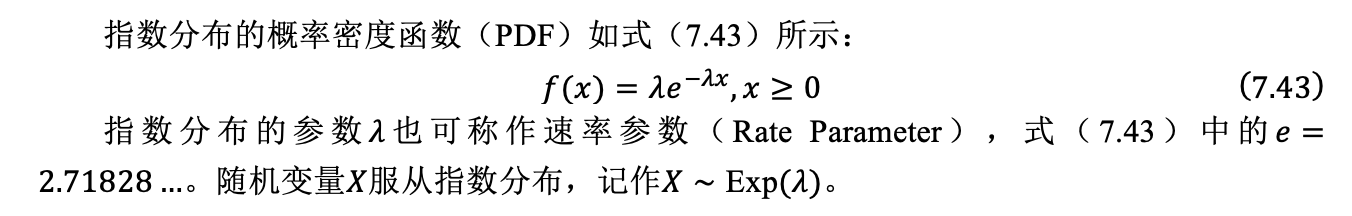 指数分布的概率密度函数（PDF）如式（7.43）所示：
f(x) = λe^{−λx}, x ≥ 0 (7.43)
指数分布的参数λ也可称作速率参数（Rate Parameter），式（7.43）中的e =
2.71828 …。随机变量X服从指数分布，记作X ~ Exp(λ)。